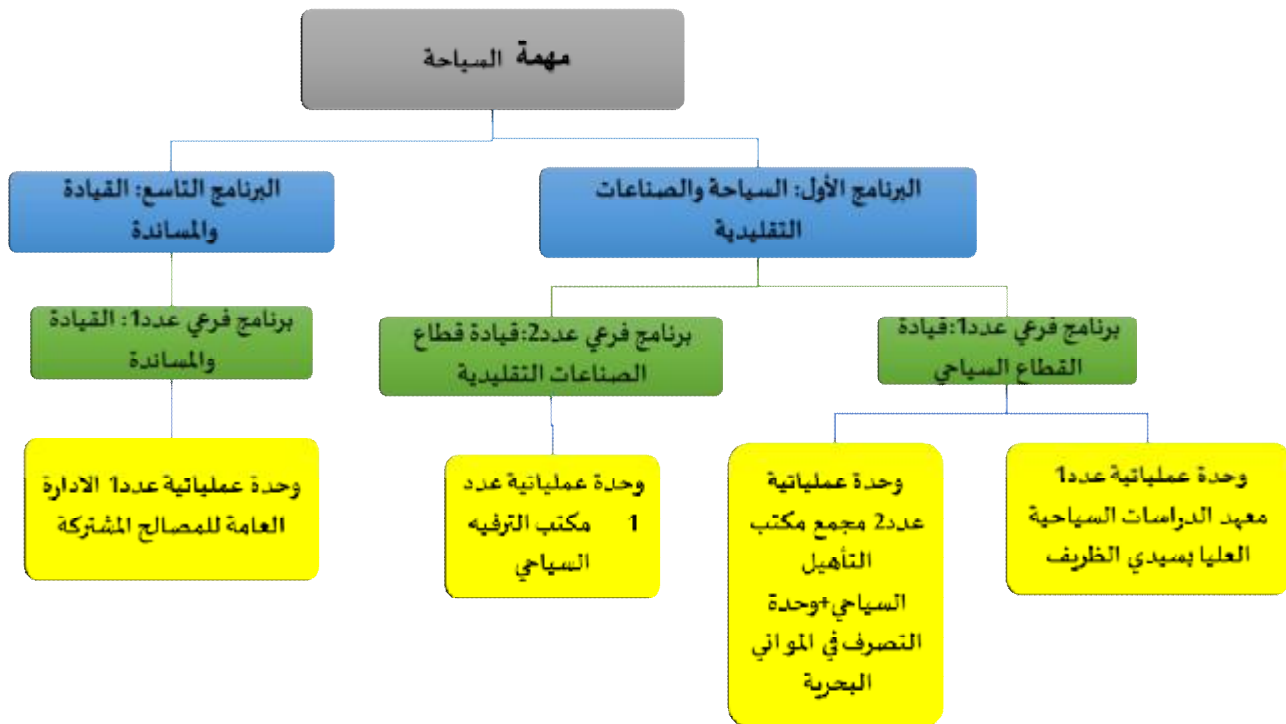 مهمة السياحة
البرنامج الأول: السياحة والصناعات
التقليدية
البرنامج التاسع: القيادة
والمساندة
برنامج فرعي عدد1:قيادة
القطاع السياحي
برنامج فرعي عدد2:قيادة قطاع
الصناعات التقليدية
برنامج فرعي عدد1: القيادة
والمساندة
وحدة عملياتية عدد1
معهد الدراسات السياحية
العليا بسيدي الظريف
وحدة عملياتية
عدد2 مجمع مكتب
التأهيل
السياحي+وحدة
التصرف في المواني
البحرية
وحدة عملياتية عدد
1 مكتب الترفيه
السياحي
وحدة عملياتية عدد1 الادارة
العامة للمصالح المشتركة